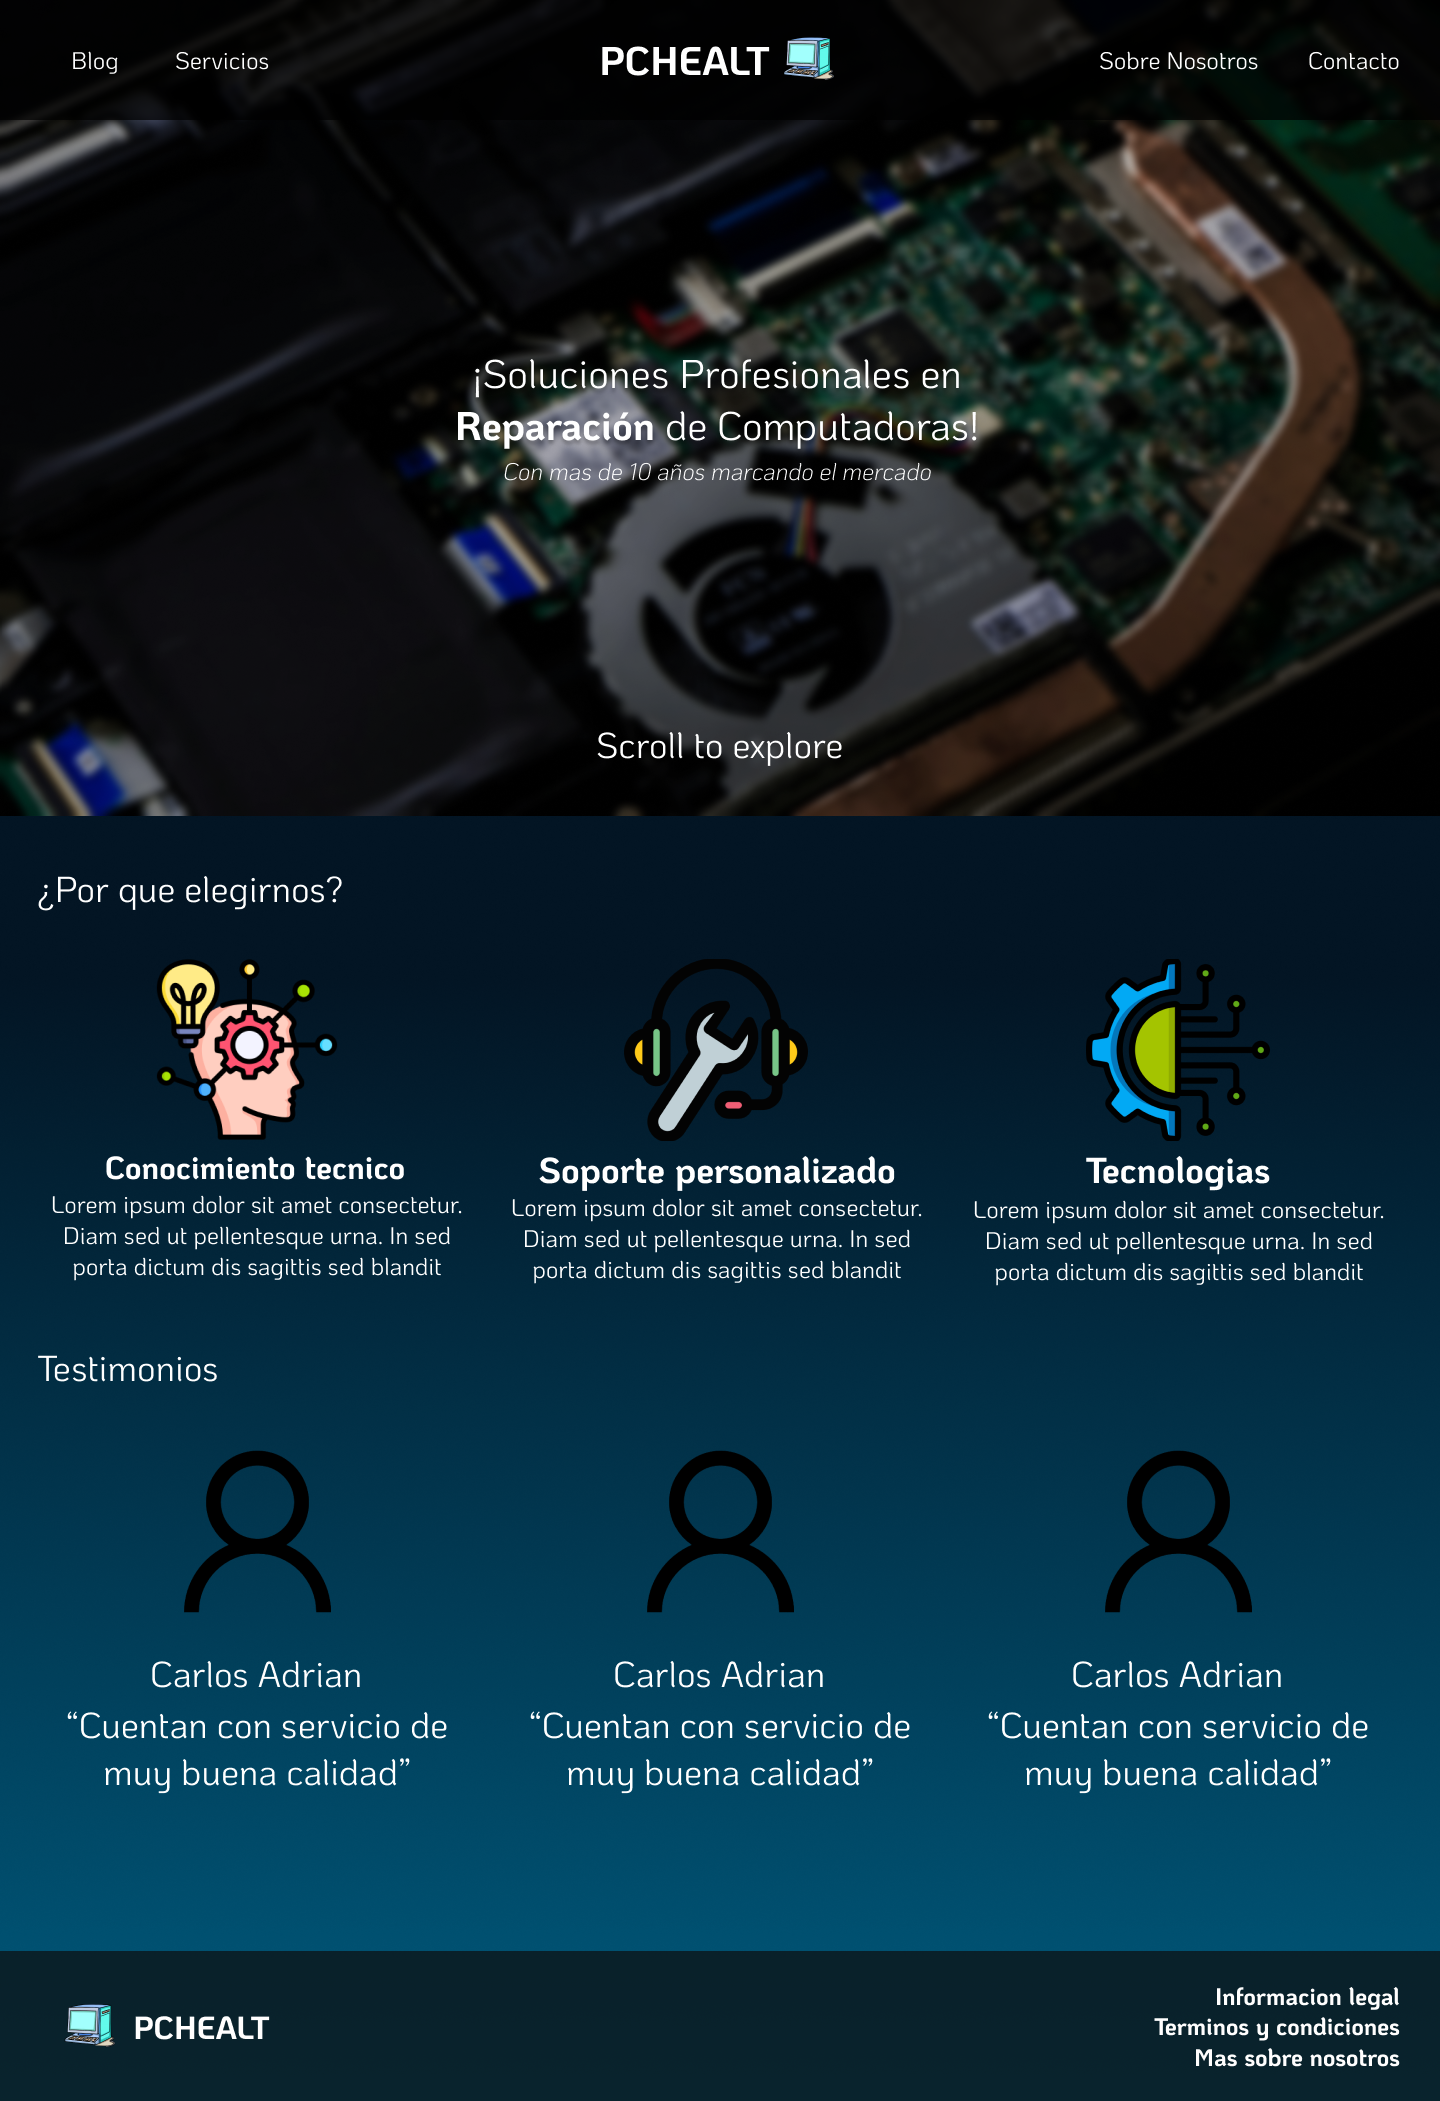 Blog
Servicios
PCHEALT
Sobre Nosotros
Contacto
¡Soluciones Profesionales en
Reparación de Computadoras!
Con mas de 10 años marcando el mercado
Scroll to explore
¿Por que elegirnos?
Conocimiento tecnico
Lorem ipsum dolor sit amet consectetur.
Diam sed ut pellentesque urna. In sed
porta dictum dis sagittis sed blandit
Soporte personalizado
Lorem ipsum dolor sit amet consectetur.
Diam sed ut pellentesque urna. In sed
porta dictum dis sagittis sed blandit
Tecnologias
Lorem ipsum dolor sit amet consectetur.
Diam sed ut pellentesque urna. In sed
porta dictum dis sagittis sed blandit
Testimonios
Carlos Adrian
“Cuentan con servicio de
muy buena calidad”
Carlos Adrian
“Cuentan con servicio de
muy buena calidad”
Carlos Adrian
“Cuentan con servicio de
muy buena calidad”
PCHEALT
Informacion legal
Terminos y condiciones
Mas sobre nosotros